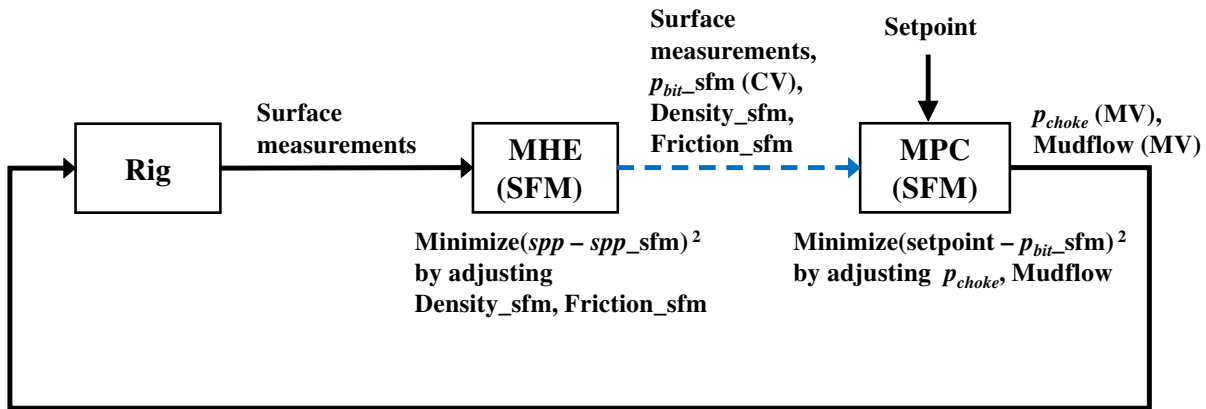 Surface
measurements,
p_bit_sfm (CV),
Density_sfm,
Friction_sfm
Setpoint
Surface
measurements
p_choke (MV),
Mudflow (MV)
Rig
MHE
(SFM)
MPC
(SFM)
Minimize(spp – spp_sfm)²
by adjusting
Density_sfm, Friction_sfm
Minimize(setpoint – p_bit_sfm)²
by adjusting p_choke, Mudflow